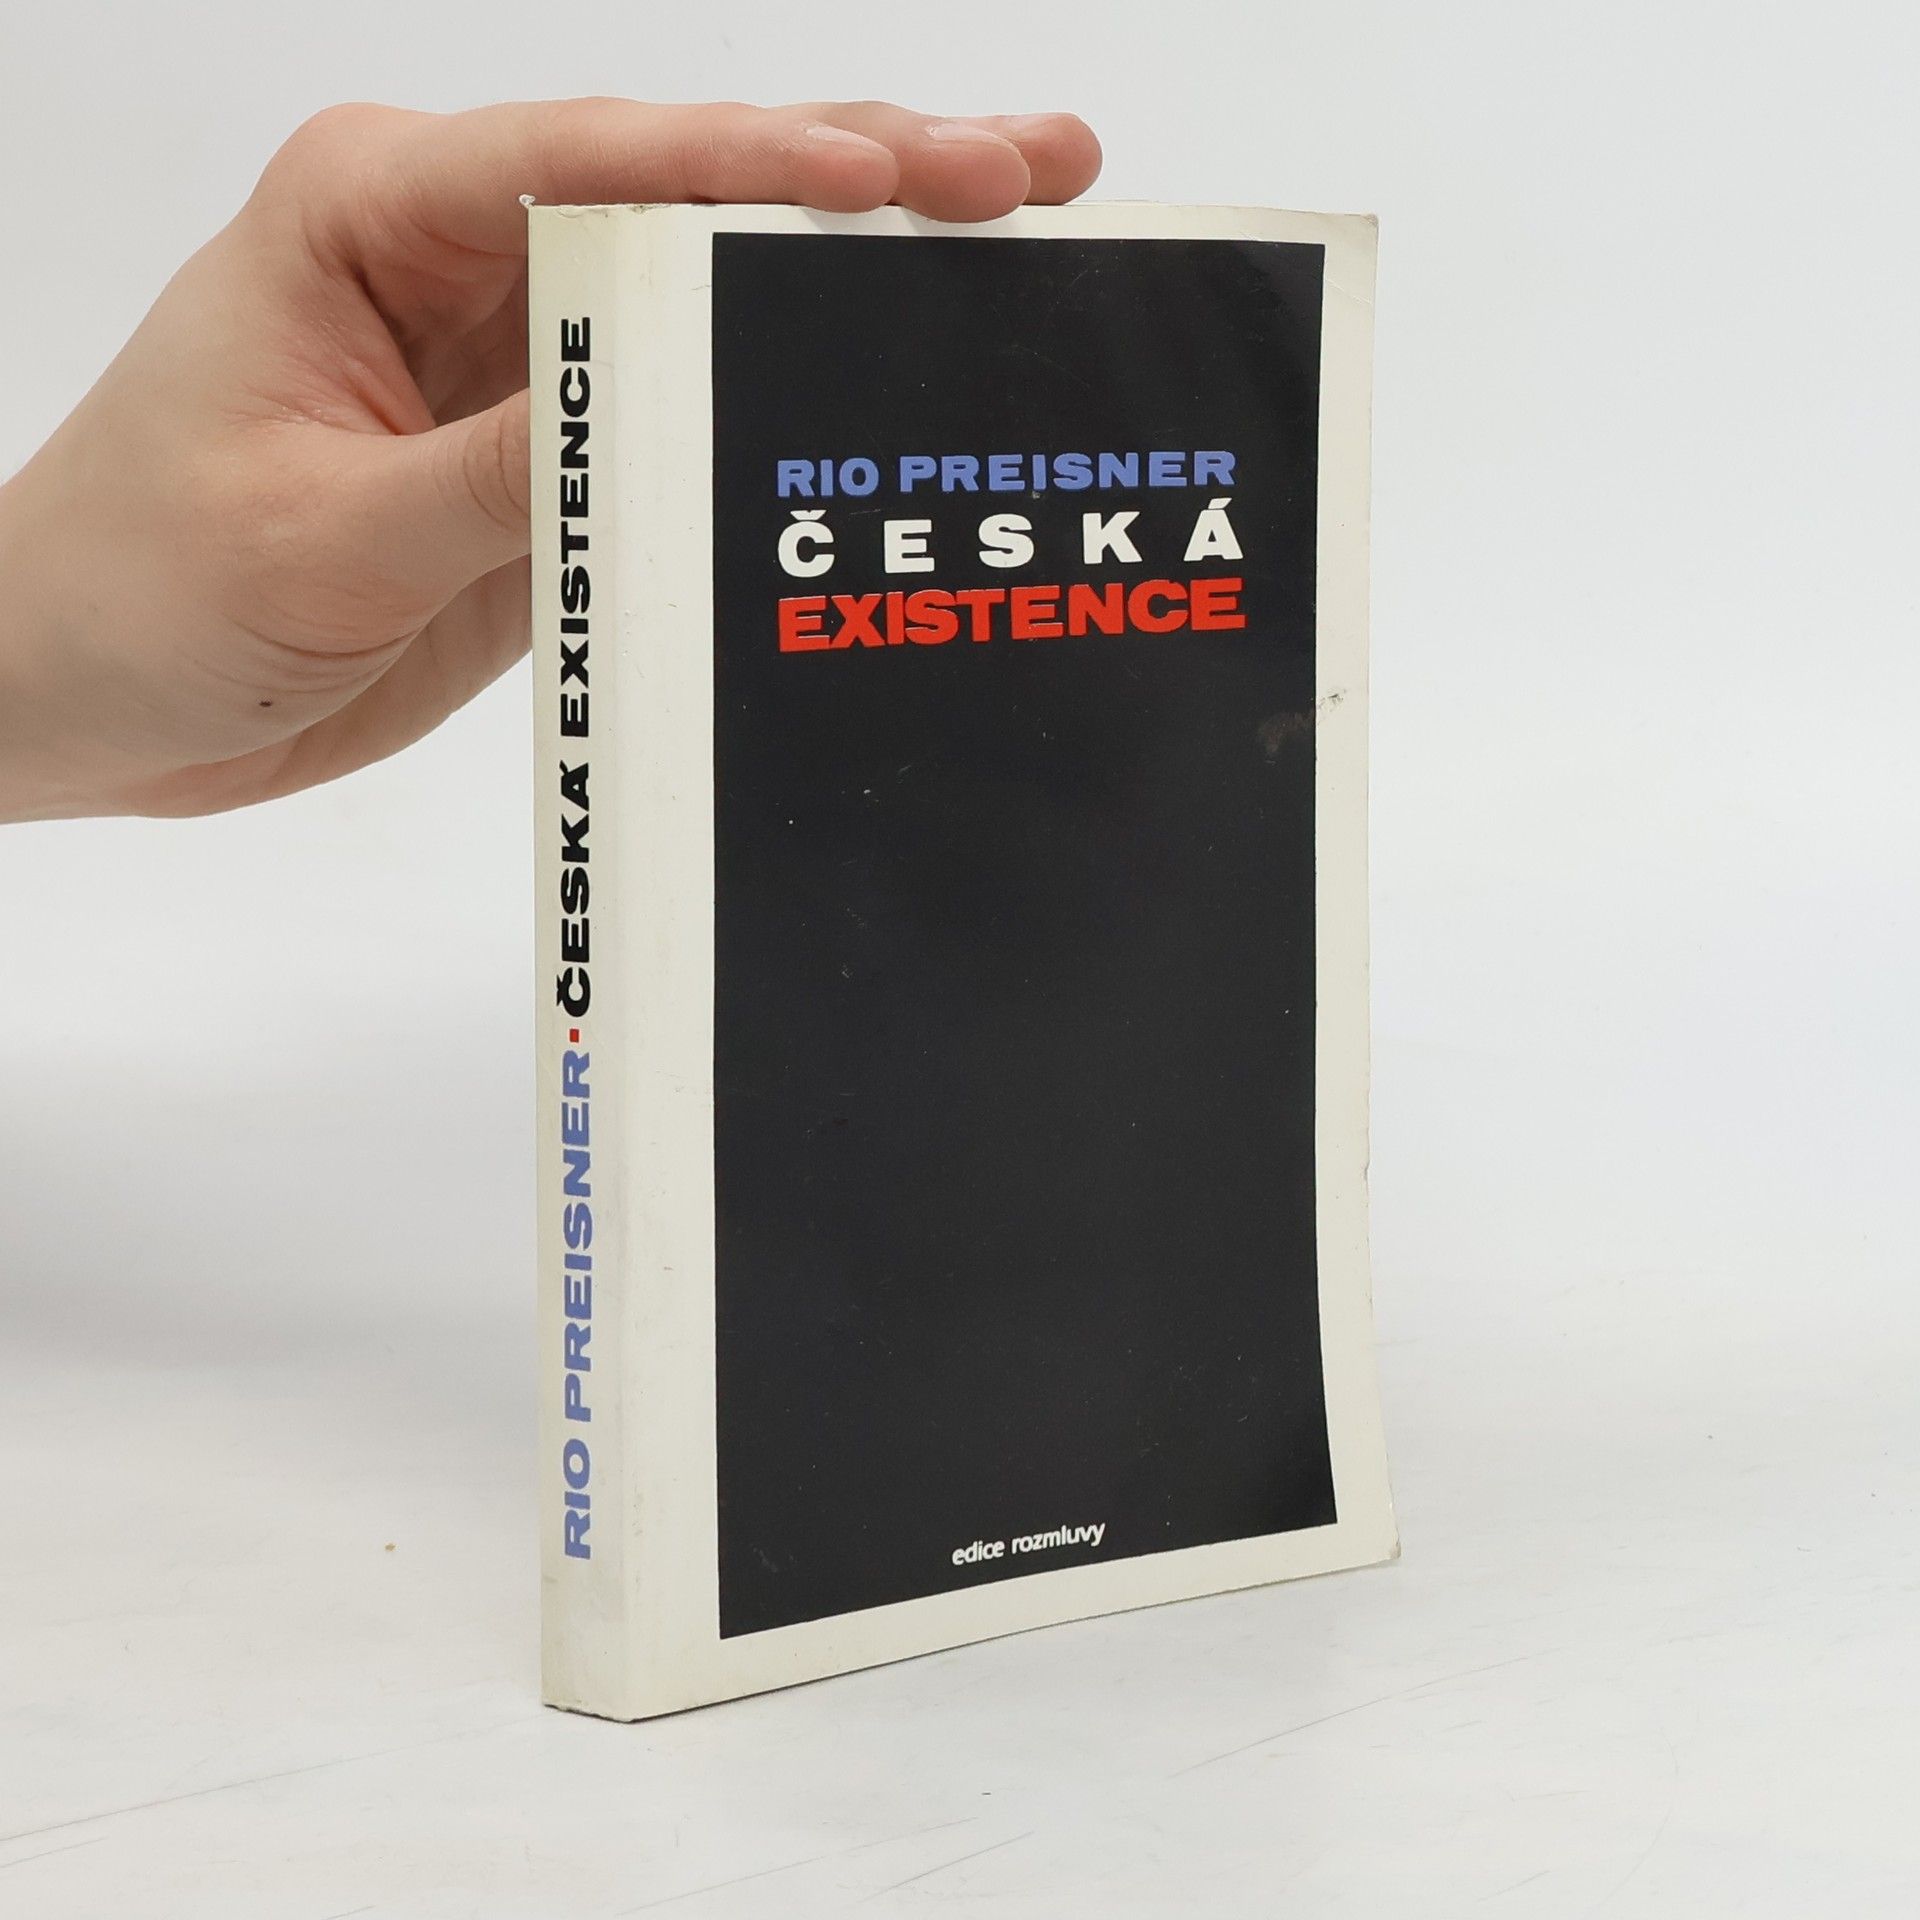 RIO PREISNER · ČESKÁ EXISTENCE
RIO PREISNER
ČESKÁ
EXISTENCE
edice rozmluvy